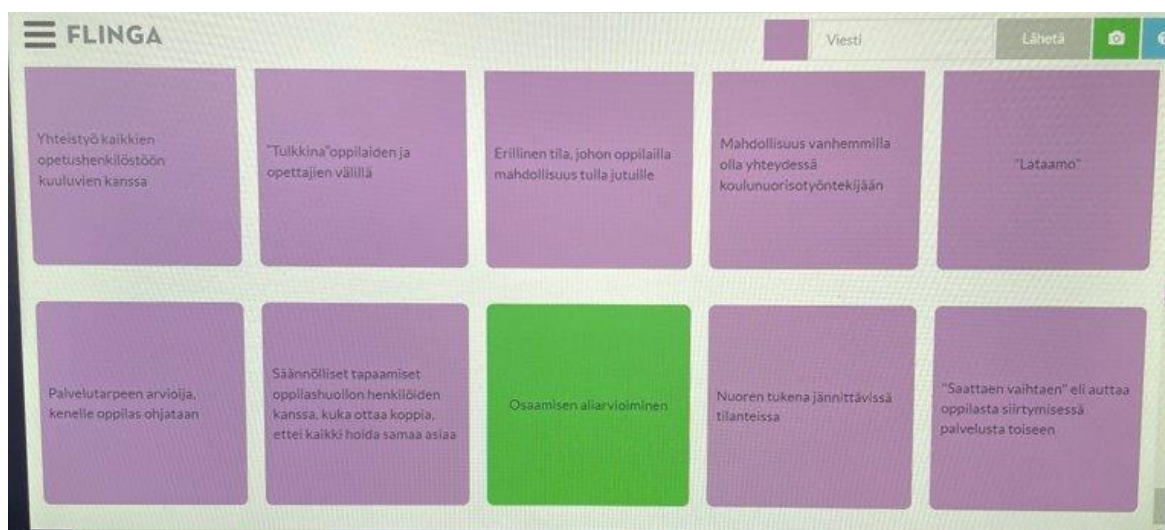 FLINGA
Viesti
Lähetä
Yhteistyö kaikkien
opetushenkilöstöön
kuuluvien kanssa
"Tulkkina"oppilaiden ja
opettajien välillä
Erillinen tila, johon oppilailla
mahdollisuus tulla jutuille
Mahdollisuus vanhemmilla
olla yhteydessä
koulunuorisotyöntekijään
"Lataamo"
Palvelutarpeen arvioija,
kenelle oppilas ohjataan
Säännölliset tapaamiset
oppilashuollon henkilöiden
kanssa, kuka ottaa koppia,
ettei kaikki hoida samaa asiaa
Osaamisen aliarvioiminen
Nuoren tukena jännittävissä
tilanteissa
"Saattaen vaihtaen" eli auttaa
oppilasta siirtymisessä
palvelusta toiseen